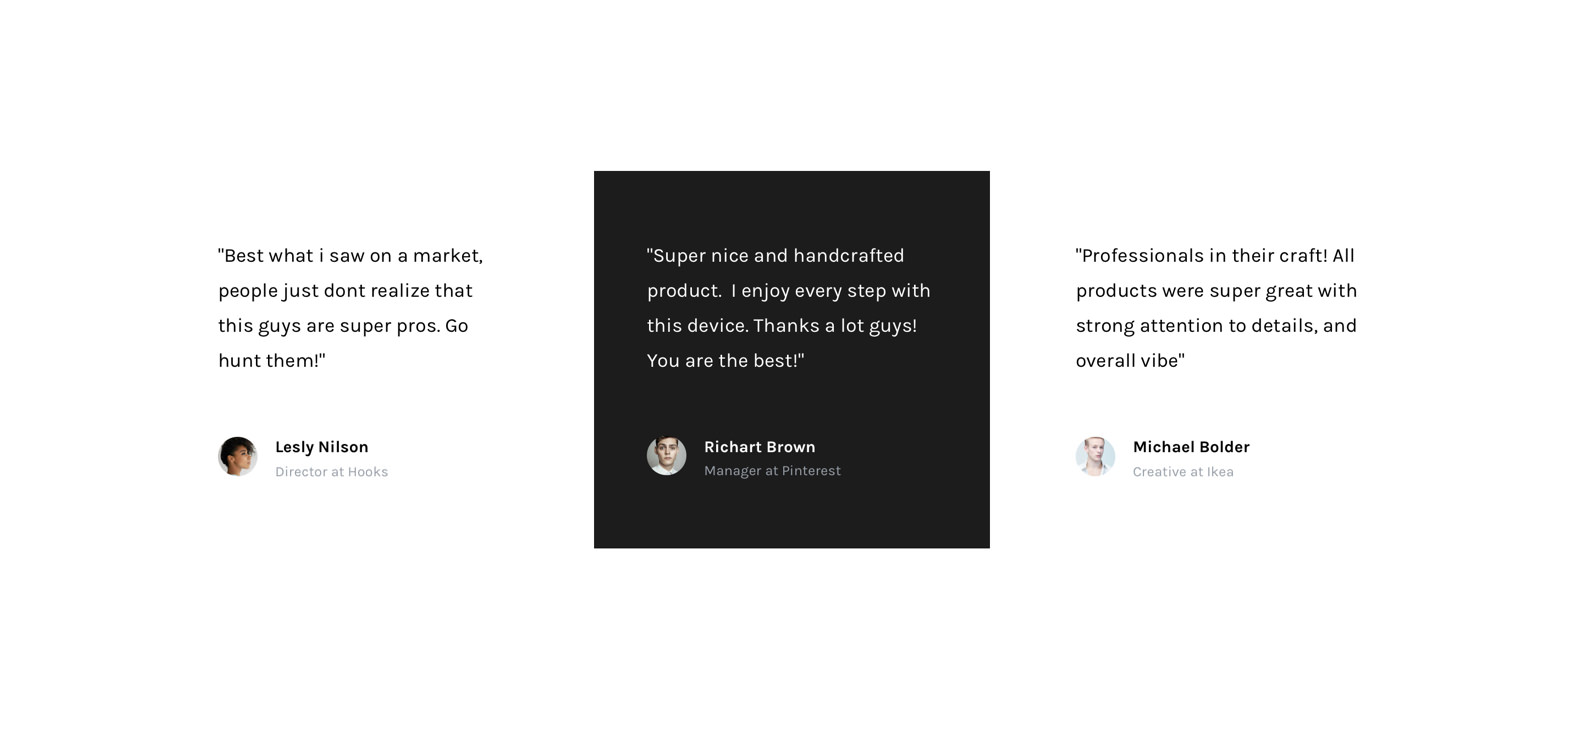 "Best what i saw on a market,
people just dont realize that
this guys are super pros. Go
hunt them!"
Lesly Nilson
Director at Hooks
"Super nice and handcrafted
product.  I enjoy every step with
this device. Thanks a lot guys!
You are the best!"
Richart Brown
Manager at Pinterest
"Professionals in their craft! All
products were super great with
strong attention to details, and
overall vibe"
Michael Bolder
Creative at Ikea